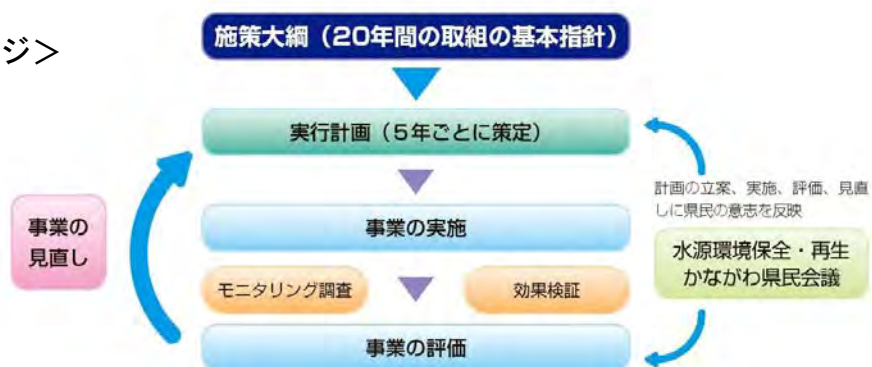 ジ＞
施策大綱（20年間の取組の基本指針）
実行計画（5年ごとに策定）
計画の立案、実施、評価、見直
しに県民の意志を反映
事業の
見直し
事業の実施
水源環境保全・再生
かながわ県民会議
モニタリング調査
効果検証
事業の評価